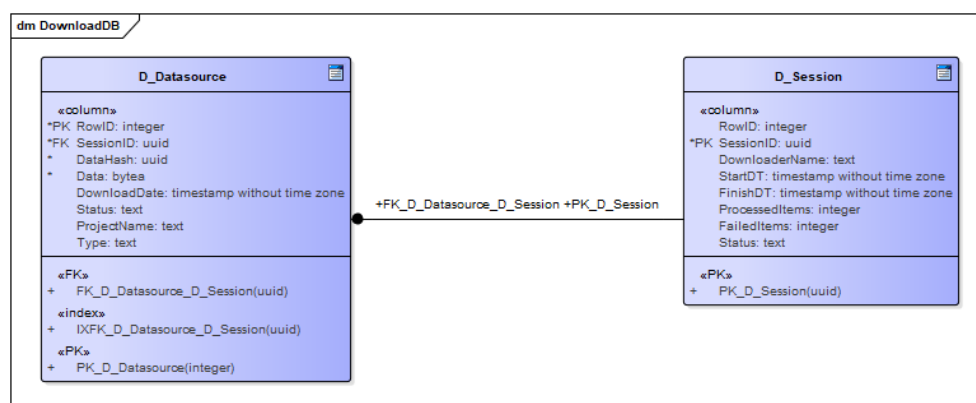 dm DownloadDB
D_Datasource
«column»
*PK RowID: integer
*FK SessionID: uuid
* DataHash: uuid
* Data: bytea
DownloadDate: timestamp without time zone
Status: text
ProjectName: text
Type: text
«FK»
+ FK_D_Datasource_D_Session(uuid)
«index»
+ IXFK_D_Datasource_D_Session(uuid)
«PK»
+ PK_D_Datasource(integer)
+FK_D_Datasource_D_Session +PK_D_Session
D_Session
«column»
RowID: integer
*PK SessionID: uuid
DownloaderName: text
StartDT: timestamp without time zone
FinishDT: timestamp without time zone
ProcessedItems: integer
FailedItems: integer
Status: text
«PK»
+ PK_D_Session(uuid)